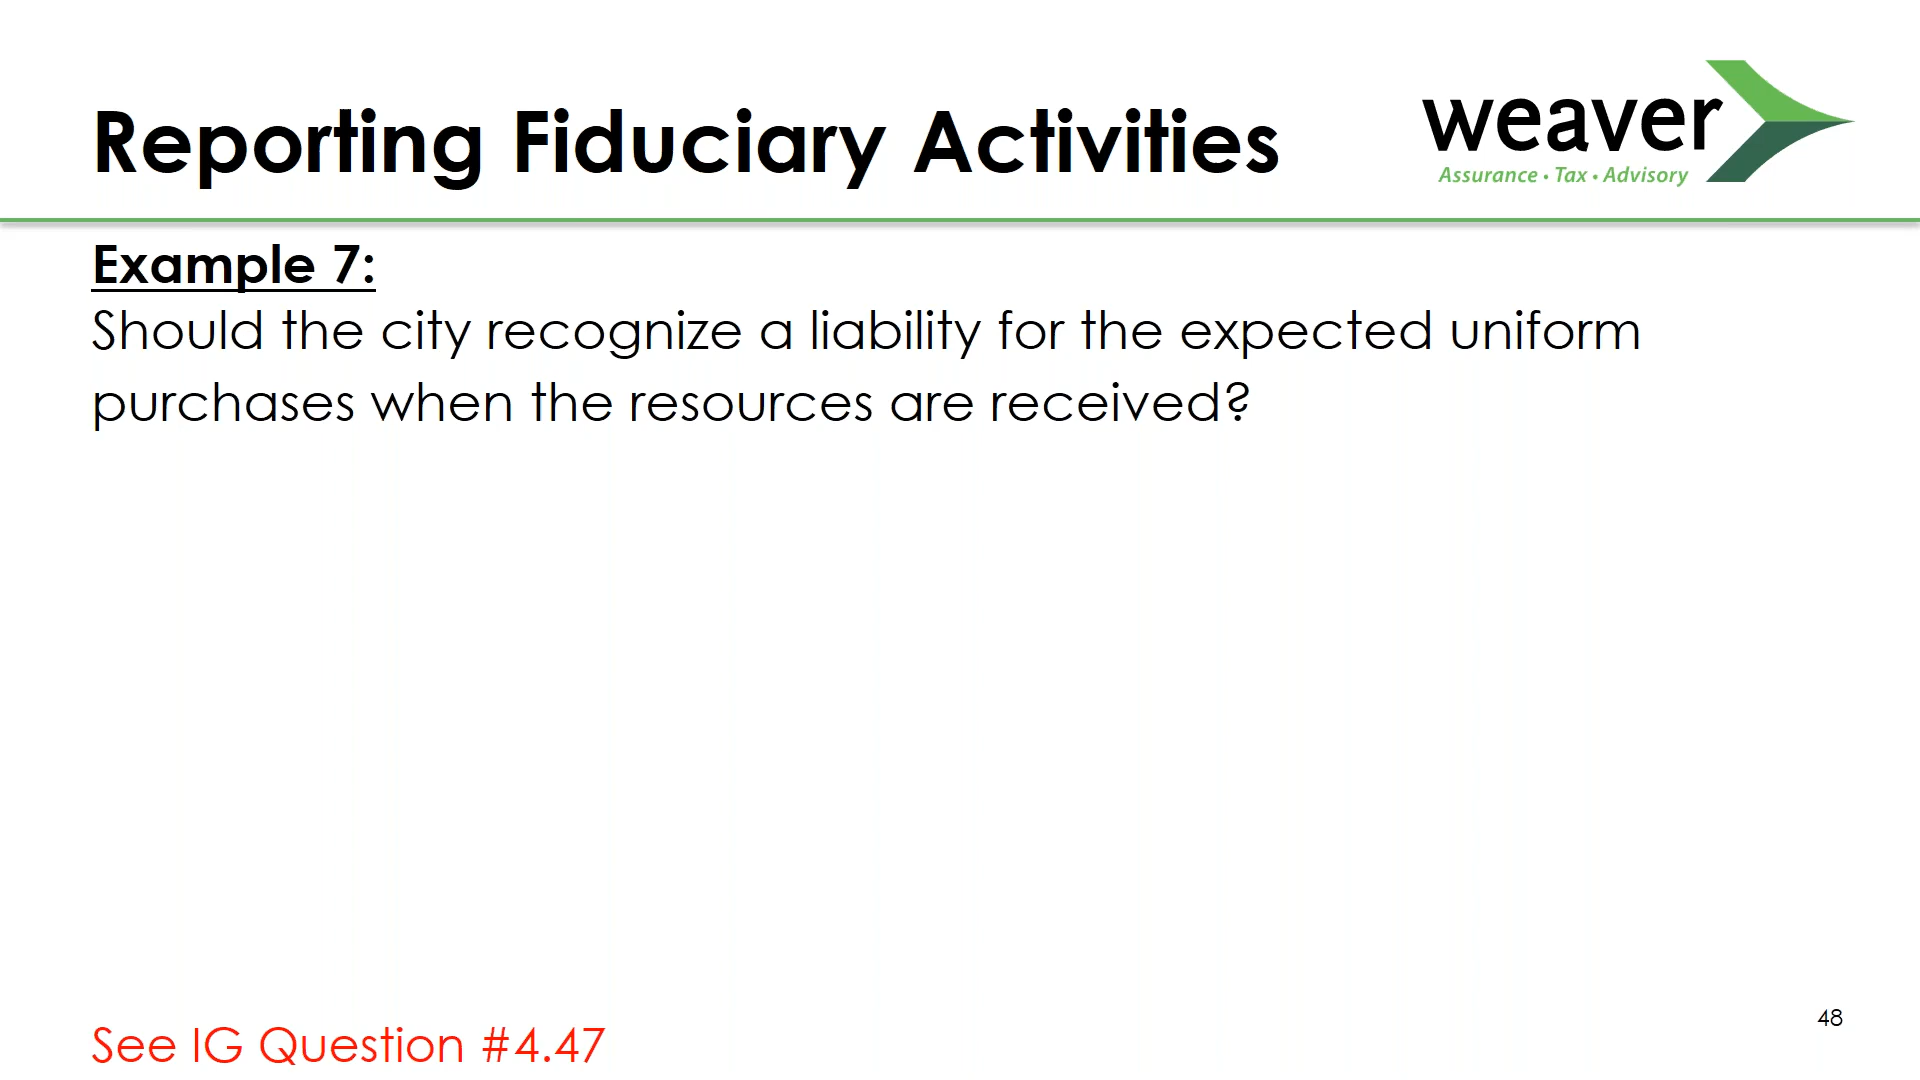 Reporting Fiduciary Activities
weaver
Assurance • Tax • Advisory
Example 7:
Should the city recognize a liability for the expected uniform
purchases when the resources are received?
48
See IG Question #4.47